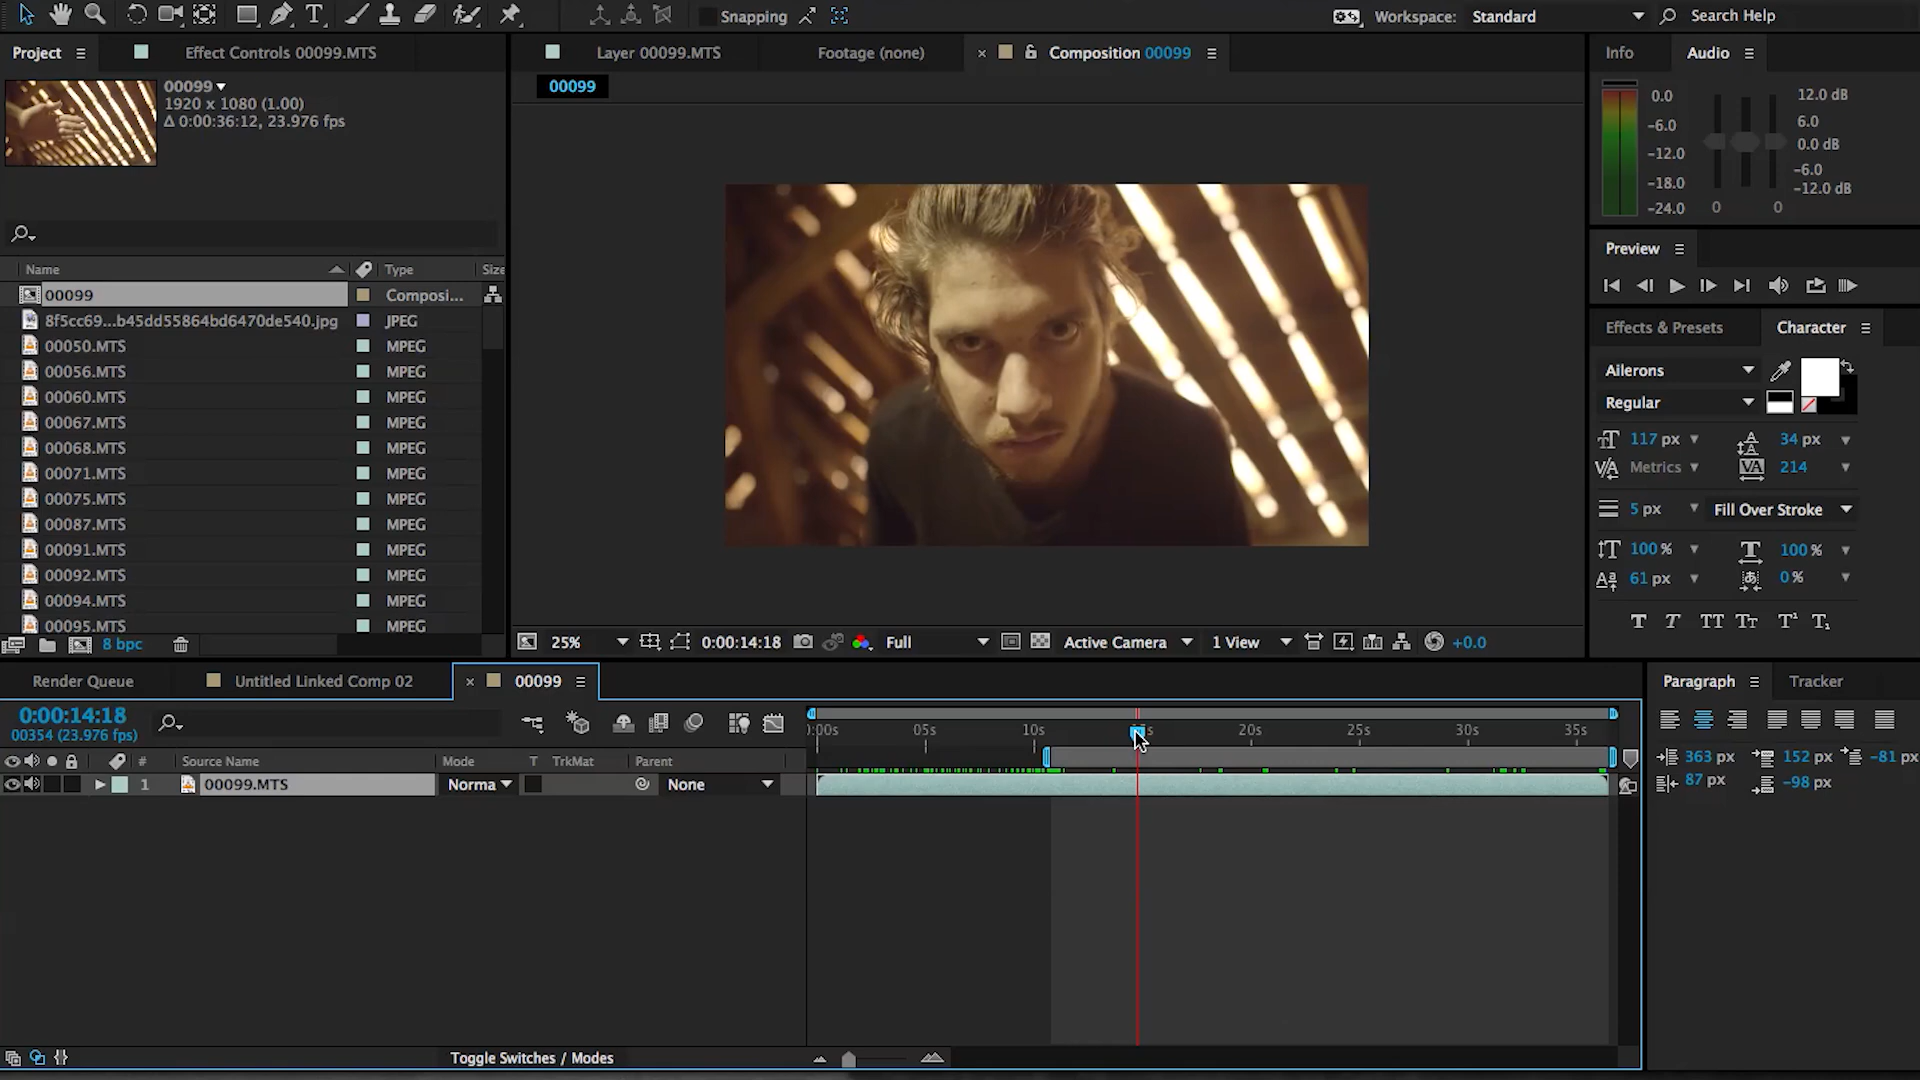 Snapping
Workspace: Standard
Search Help
Project
Effect Controls 00099.MTS
Layer 00099.MTS
Footage (none)
Composition 00099
Info
Audio
00099
1920 x 1080 (1.00)
Δ 0:00:36:12, 23.976 fps
00099
0.0
-6.0
-12.0
-18.0
-24.0
12.0 dB
6.0
0.0 dB
-6.0
-12.0 dB
0 0
Preview
Name Type Size
00099 Composi...
8f5cc69...b45dd55864bd6470de540.jpg JPEG
00050.MTS MPEG
00056.MTS MPEG
00060.MTS MPEG
00067.MTS MPEG
00068.MTS MPEG
00071.MTS MPEG
00075.MTS MPEG
00087.MTS MPEG
00091.MTS MPEG
00092.MTS MPEG
00094.MTS MPEG
00095.MTS MPEG
8 bpc
Effects & Presets
Character
Ailerons
Regular
117 px 34 px
Metrics 214
5 px Fill Over Stroke
100 % 100 %
61 px 0 %
25% 0:00:14:18 Full Active Camera 1 View +0.0
Render Queue
Untitled Linked Comp 02
00099
0:00:14:18
00354 (23.976 fps)
# Source Name Mode T TrkMat Parent
1 00099.MTS Norma None
:00s 05s 10s s 20s 25s 30s 35s
Paragraph
Tracker
363 px 152 px -81 px
87 px -98 px
Toggle Switches / Modes